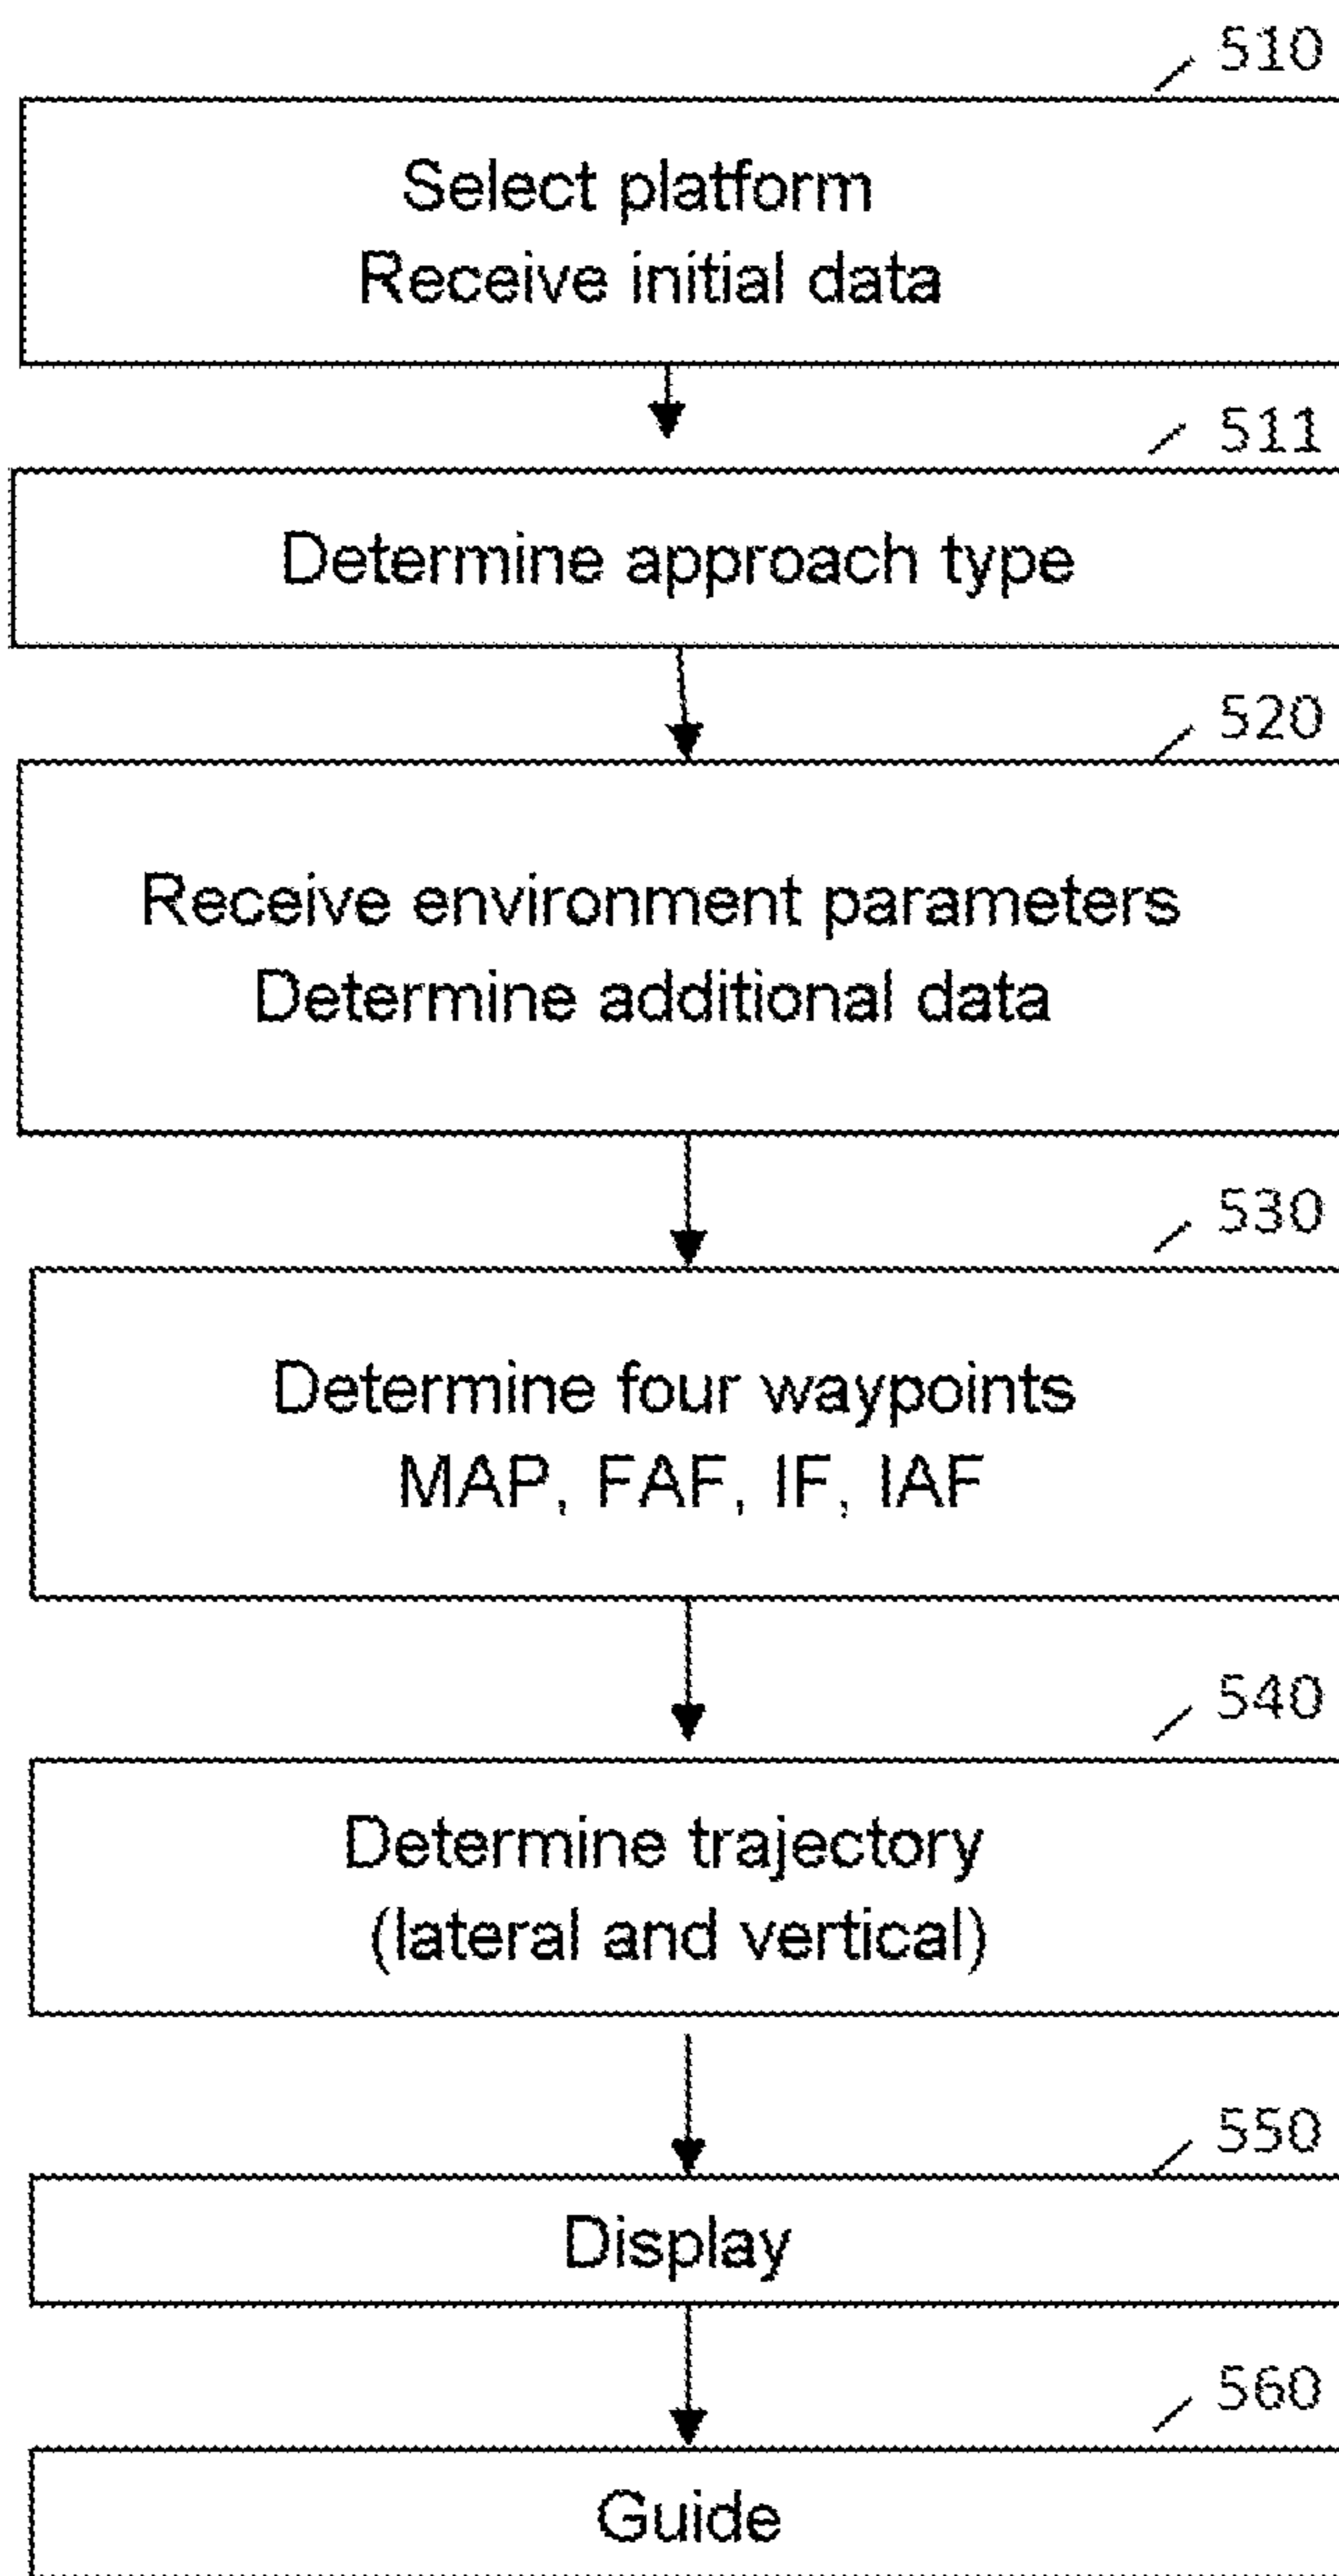 510
Select platform
Receive initial data
511
Determine approach type
520
Receive environment parameters
Determine additional data
530
Determine four waypoints
MAP, FAF, IF, IAF
540
Determine trajectory
(lateral and vertical)
550
Display
560
Guide